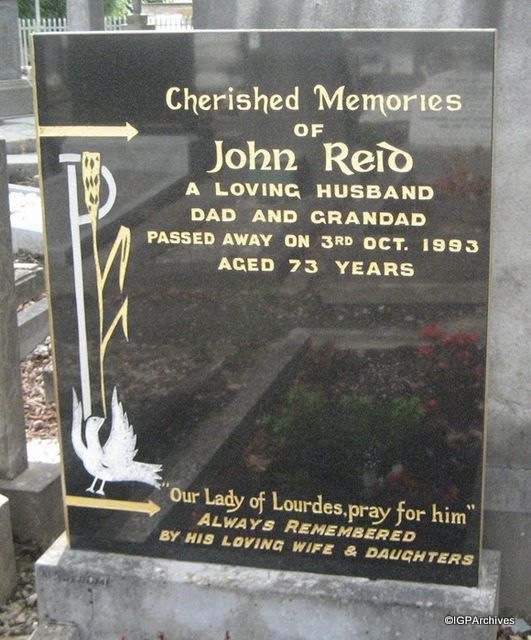 Cherished Memories
OF
John Reid
A LOVING HUSBAND
DAD AND GRANDAD
PASSED AWAY ON 3RD OCT. 1993
AGED 73 YEARS
"Our Lady of Lourdes, pray for him"
ALWAYS REMEMBERED
BY HIS LOVING WIFE & DAUGHTERS
©IGPArchives